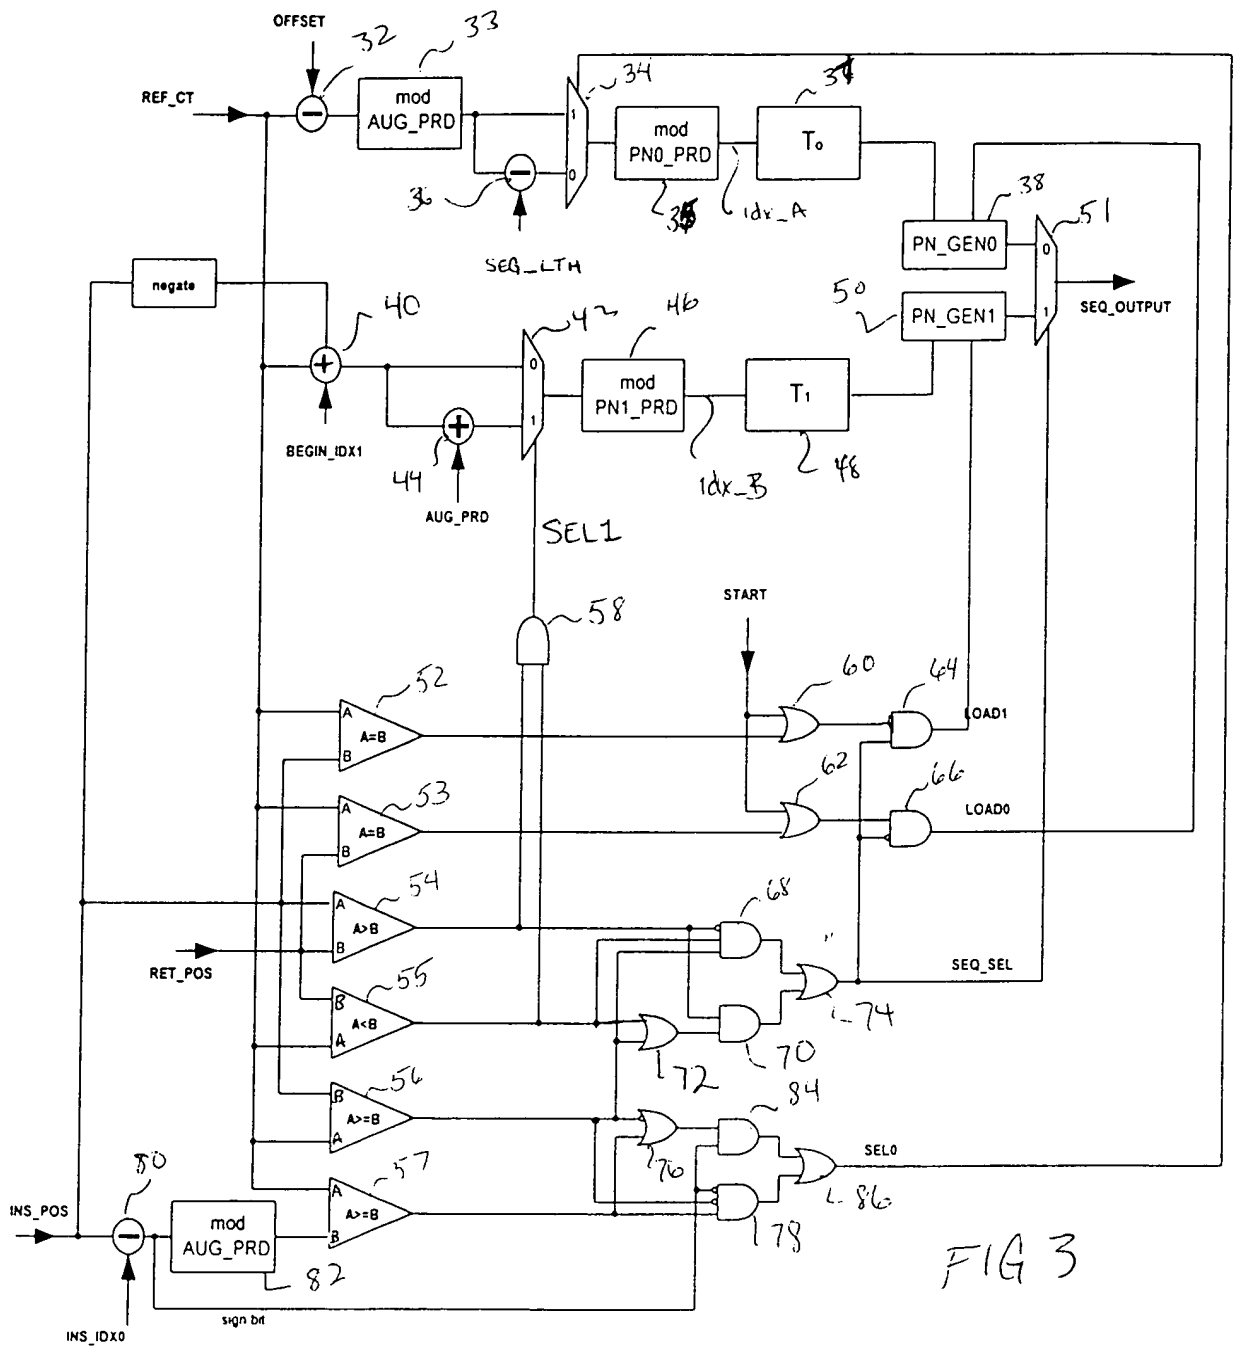 OFFSET
32
33
REF_CT
mod
AUG_PRD
34
36
SEG_LTH
mod
PN0_PRD
idx_A
T0
38
PN_GEN0
51
0
1
SEQ_OUTPUT
50
PN_GEN1
negate
40
BEGIN_IDX1
44
AUG_PRD
42
0
1
46
mod
PN1_PRD
idx_B
T1
48
SEL1
58
START
52
A
A=B
B
60
64
LOAD1
53
A
A=B
B
62
66
LOAD0
54
A
A>B
B
68
RET_POS
SEQ_SEL
55
B
A<B
A
72
70
74
56
B
A>=B
A
84
76
SEL0
86
57
A
A>=B
B
78
80
INS_POS
mod
AUG_PRD
82
sign bit
INS_IDX0
FIG 3